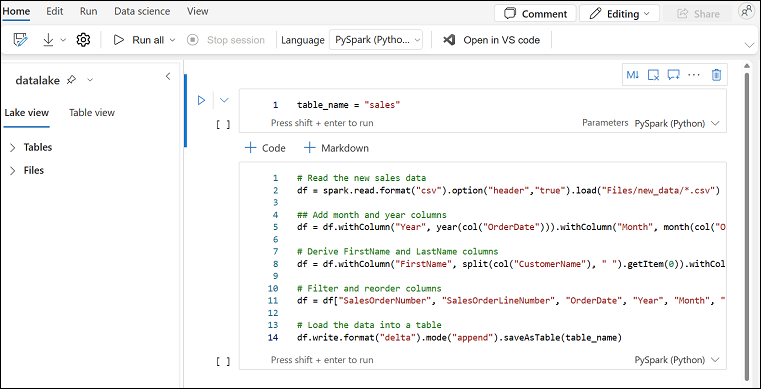 Home Edit Run Data science View Comment Editing Share
Run all Stop session Language PySpark (Pytho... Open in VS code
datalake
Lake view Table view
Tables
Files
M↓ ...
1 table_name = "sales"
[ ] Press shift + enter to run Parameters PySpark (Python)
+ Code + Markdown
1 # Read the new sales data
2 df = spark.read.format("csv").option("header","true").load("Files/new_data/*.csv")
3
4 ## Add month and year columns
5 df = df.withColumn("Year", year(col("OrderDate"))).withColumn("Month", month(col("O
6
7 # Derive FirstName and LastName columns
8 df = df.withColumn("FirstName", split(col("CustomerName"), " ").getItem(0)).withCol
9
10 # Filter and reorder columns
11 df = df["SalesOrderNumber", "SalesOrderLineNumber", "OrderDate", "Year", "Month", "
12
13 # Load the data into a table
14 df.write.format("delta").mode("append").saveAsTable(table_name)
[ ] Press shift + enter to run PySpark (Python)